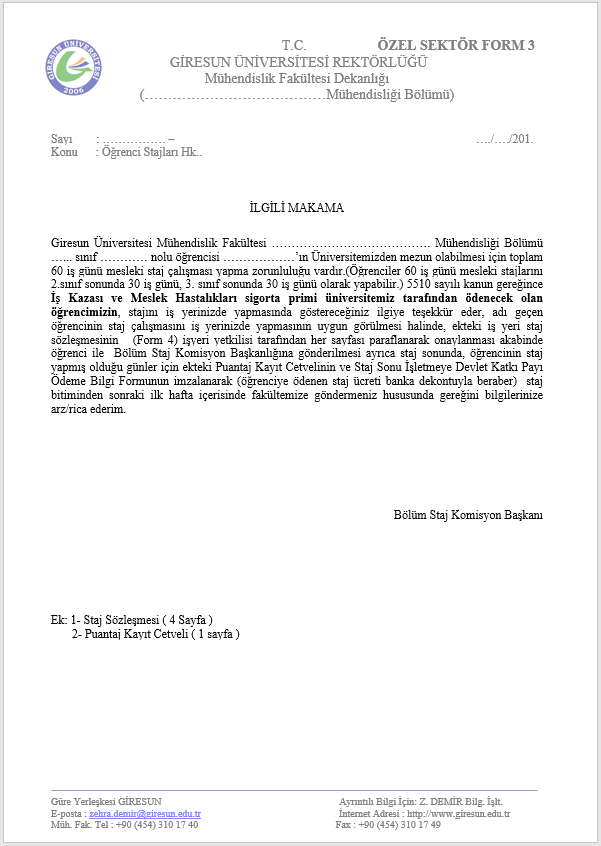 GİRESUN ÜNİVERSİTESİ
2006
T.C. ÖZEL SEKTÖR FORM 3
GİRESUN ÜNİVERSİTESİ REKTÖRLÜĞÜ
Mühendislik Fakültesi Dekanlığı
(…………………………………Mühendisliği Bölümü)
Sayı : ……………. – …./…./201.
Konu : Öğrenci Stajları Hk..
İLGİLİ MAKAMA
Giresun Üniversitesi Mühendislik Fakültesi ………………………………… Mühendisliği Bölümü
…... sınıf ………… nolu öğrencisi ………………’ın Üniversitemizden mezun olabilmesi için toplam
60 iş günü mesleki staj çalışması yapma zorunluluğu vardır.(Öğrenciler 60 iş günü mesleki stajlarını
2.sınıf sonunda 30 iş günü, 3. sınıf sonunda 30 iş günü olarak yapabilir.) 5510 sayılı kanun gereğince
İş Kazası ve Meslek Hastalıkları sigorta primi üniversitemiz tarafından ödenecek olan
öğrencimizin, stajını iş yerinizde yapmasında göstereceğiniz ilgiye teşekkür eder, adı geçen
öğrencinin staj çalışmasını iş yerinizde yapmasının uygun görülmesi halinde, ekteki iş yeri staj
sözleşmesinin (Form 4) işyeri yetkilisi tarafından her sayfası paraflanarak onaylanması akabinde
öğrenci ile Bölüm Staj Komisyon Başkanlığına gönderilmesi ayrıca staj sonunda, öğrencinin staj
yapmış olduğu günler için ekteki Puantaj Kayıt Cetvelinin ve Staj Sonu İşletmeye Devlet Katkı Payı
Ödeme Bilgi Formunun imzalanarak (öğrenciye ödenen staj ücreti banka dekontuyla beraber) staj
bitiminden sonraki ilk hafta içerisinde fakültemize göndermeniz hususunda gereğini bilgilerinize
arz/rica ederim.
Bölüm Staj Komisyon Başkanı
Ek: 1- Staj Sözleşmesi ( 4 Sayfa )
2- Puantaj Kayıt Cetveli ( 1 sayfa )
Güre Yerleşkesi GİRESUN Ayrıntılı Bilgi İçin: Z. DEMİR Bilg. İşlt.
E-posta : zehra.demir@giresun.edu.tr İnternet Adresi : http://www.giresun.edu.tr
Müh. Fak. Tel : +90 (454) 310 17 40 Fax : +90 (454) 310 17 49